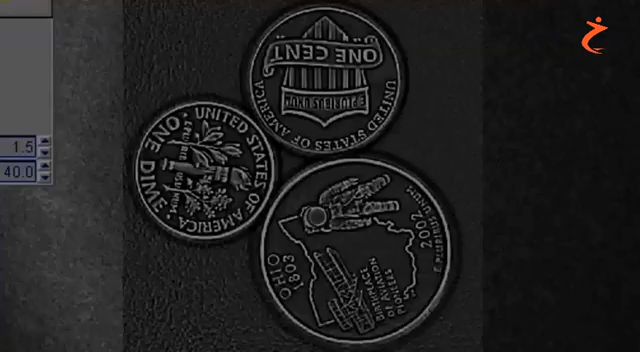 ONE CENT
E PLURIBUS UNUM
UNITED STATES OF AMERICA
UNITED STATES OF AMERICA
ONE DIME
1.5
40.0
OHIO
1803
BIRTHPLACE
OF AVIATION
PIONEERS
2002
E PLURIBUS UNUM